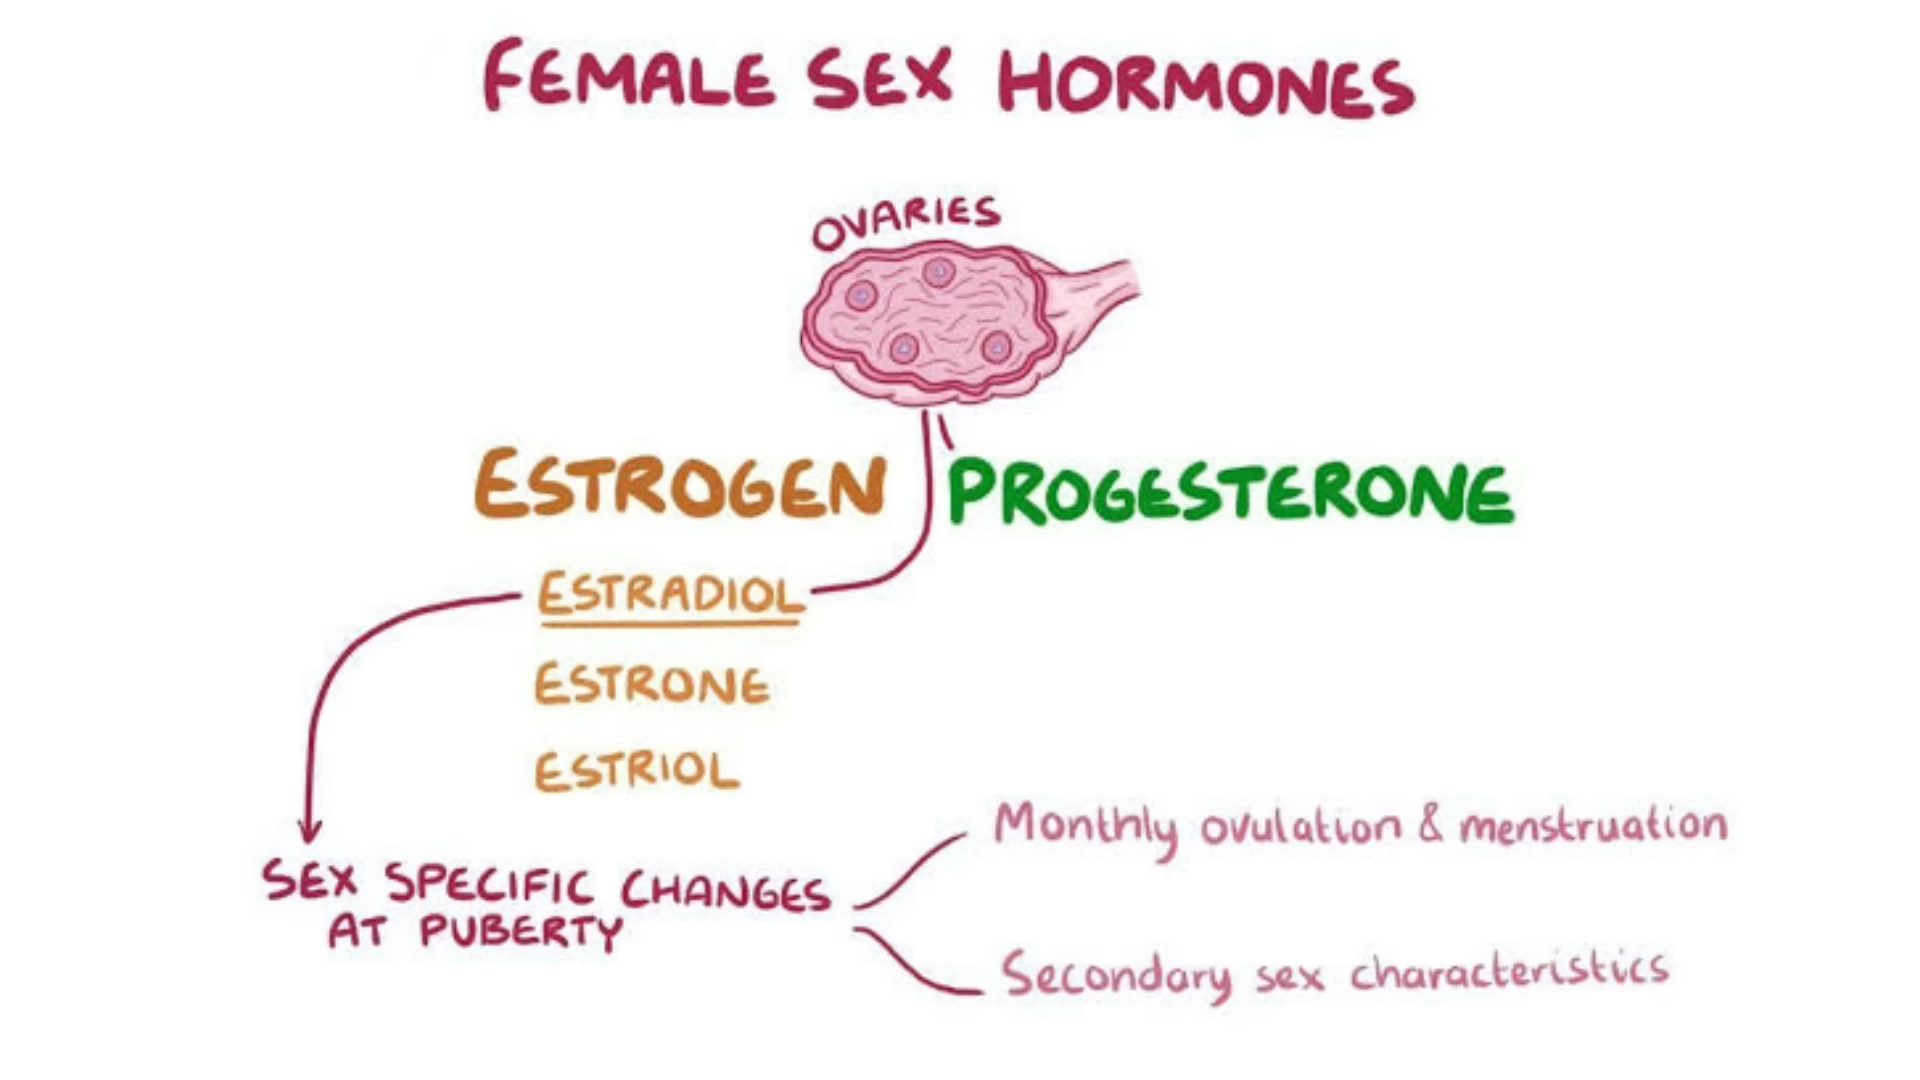 FEMALE SEX HORMONES
OVARIES
ESTROGEN
PROGESTERONE
ESTRADIOL
ESTRONE
ESTRIOL
SEX SPECIFIC CHANGES
AT PUBERTY
Monthly ovulation & menstruation
Secondary sex characteristics